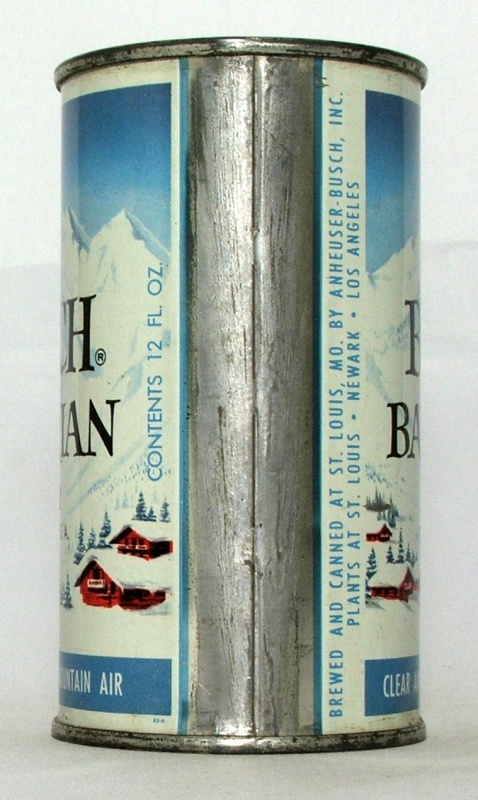 CH®
IAN
CONTENTS 12 FL. OZ.
NTAIN AIR
BREWED AND CANNED AT ST. LOUIS, MO. BY ANHEUSER-BUSCH, INC.
PLANTS AT ST. LOUIS • NEWARK • LOS ANGELES
B
BA
CLEAR A